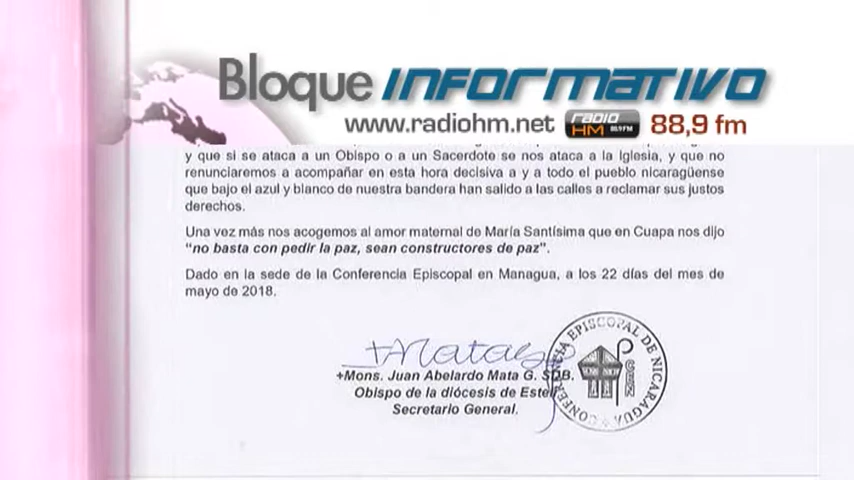 Bloque INFORMATIVO
www.radiohm.net RADIO HM 88.9 FM 88,9 fm
y que si se ataca a un Obispo o a un Sacerdote se nos ataca a la Iglesia, y que no
renunciaremos a acompañar en esta hora decisiva a y a todo el pueblo nicaragüense
que bajo el azul y blanco de nuestra bandera han salido a las calles a reclamar sus justos
derechos.
Una vez más nos acogemos al amor maternal de María Santísima que en Cuapa nos dijo
"no basta con pedir la paz, sean constructores de paz".
Dado en la sede de la Conferencia Episcopal en Managua, a los 22 días del mes de
mayo de 2018.
+Mons. Juan Abelardo Mata G. SDB.
Obispo de la diócesis de Estelí
Secretario General.
CONFERENCIA EPISCOPAL DE NICARAGUA
CEN